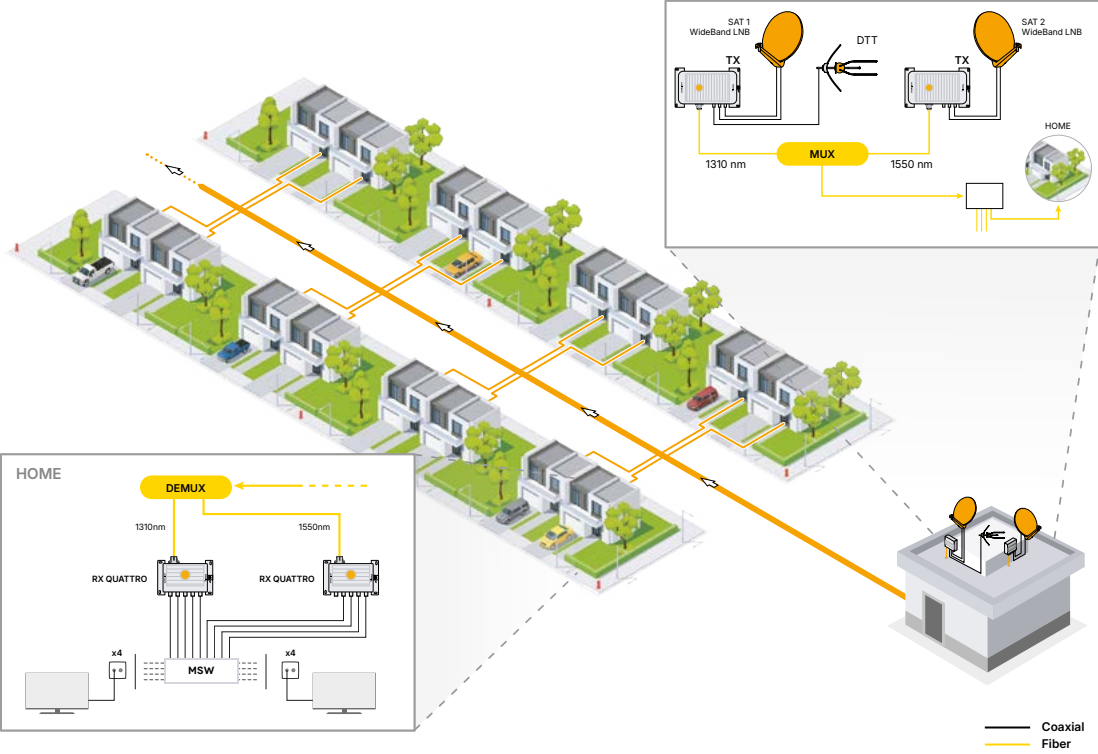 SAT 1
WideBand LNB
DTT
SAT 2
WideBand LNB
TX
TX
HOME
MUX
1310 nm
1550 nm
HOME
DEMUX
1310nm
1550nm
RX QUATTRO
RX QUATTRO
x4
MSW
x4
Coaxial
Fiber